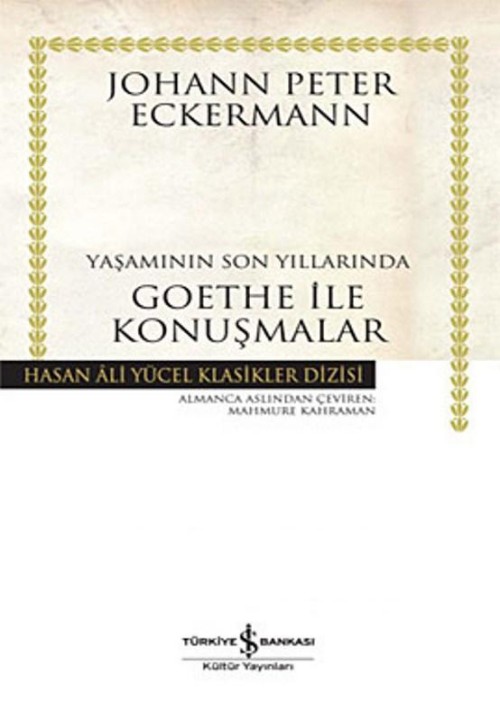 JOHANN PETER
ECKERMANN
YAŞAMININ SON YILLARINDA
GOETHE İLE
KONUŞMALAR
HASAN ÂLİ YÜCEL KLASİKLER DİZİSİ
ALMANCA ASLINDAN ÇEVİREN:
MAHMURE KAHRAMAN
TÜRKİYE İŞ BANKASI
Kültür Yayınları